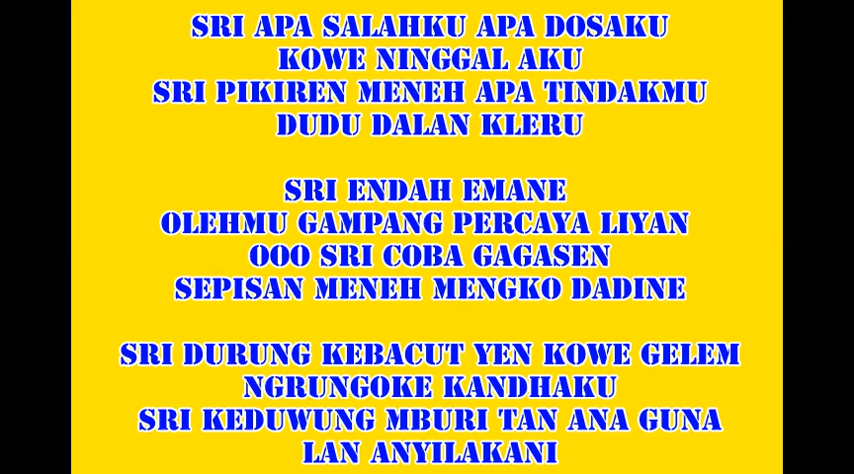 SRI APA SALAHKU APA DOSAKU
KOWE NINGGAL AKU
SRI PIKIREN MENEH APA TINDAKMU
DUDU DALAN KLERU
SRI ENDAH EMANE
OLEHMU GAMPANG PERCAYA LIYAN
OOO SRI COBA GAGASEN
SEPISAN MENEH MENGKO DADINE
SRI DURUNG KEBACUT YEN KOWE GELEM
NGRUNGOKE KANDHAKU
SRI KEDUWUNG MBURI TAN ANA GUNA
LAN ANYILAKANI